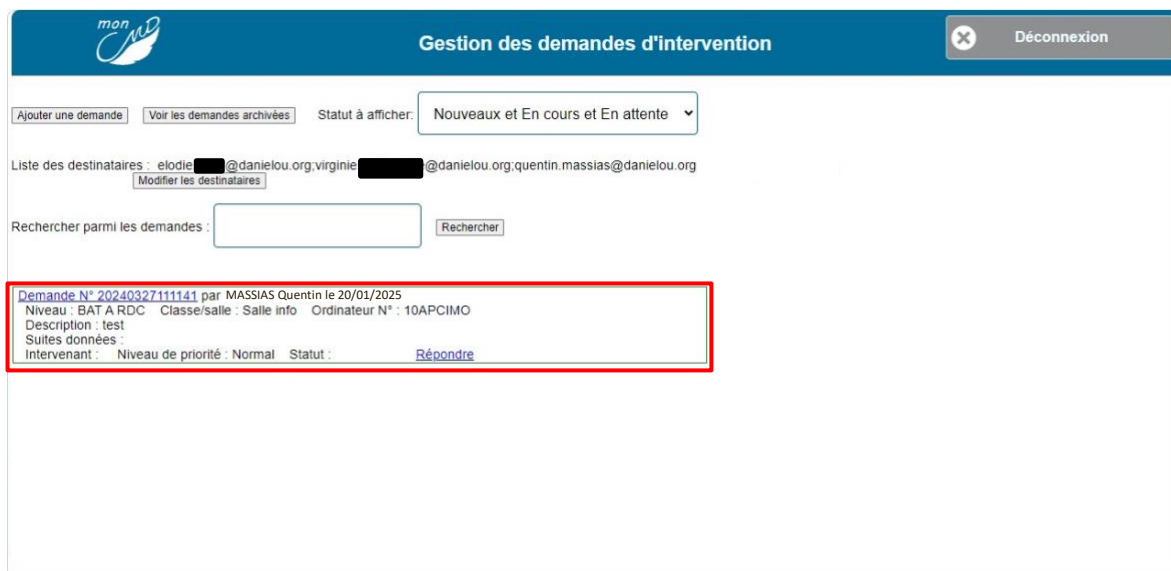 mon
CMD
Gestion des demandes d'intervention
Déconnexion
Ajouter une demande Voir les demandes archivées Statut à afficher: Nouveaux et En cours et En attente
Liste des destinataires : elodie @danielou.org;virginie @danielou.org;quentin.massias@danielou.org
Modifier les destinataires
Rechercher parmi les demandes : Rechercher
Demande N° 20240327111141 par MASSIAS Quentin le 20/01/2025
Niveau : BAT A RDC Classe/salle : Salle info Ordinateur N° : 10APCIMO
Description : test
Suites données :
Intervenant : Niveau de priorité : Normal Statut : Répondre